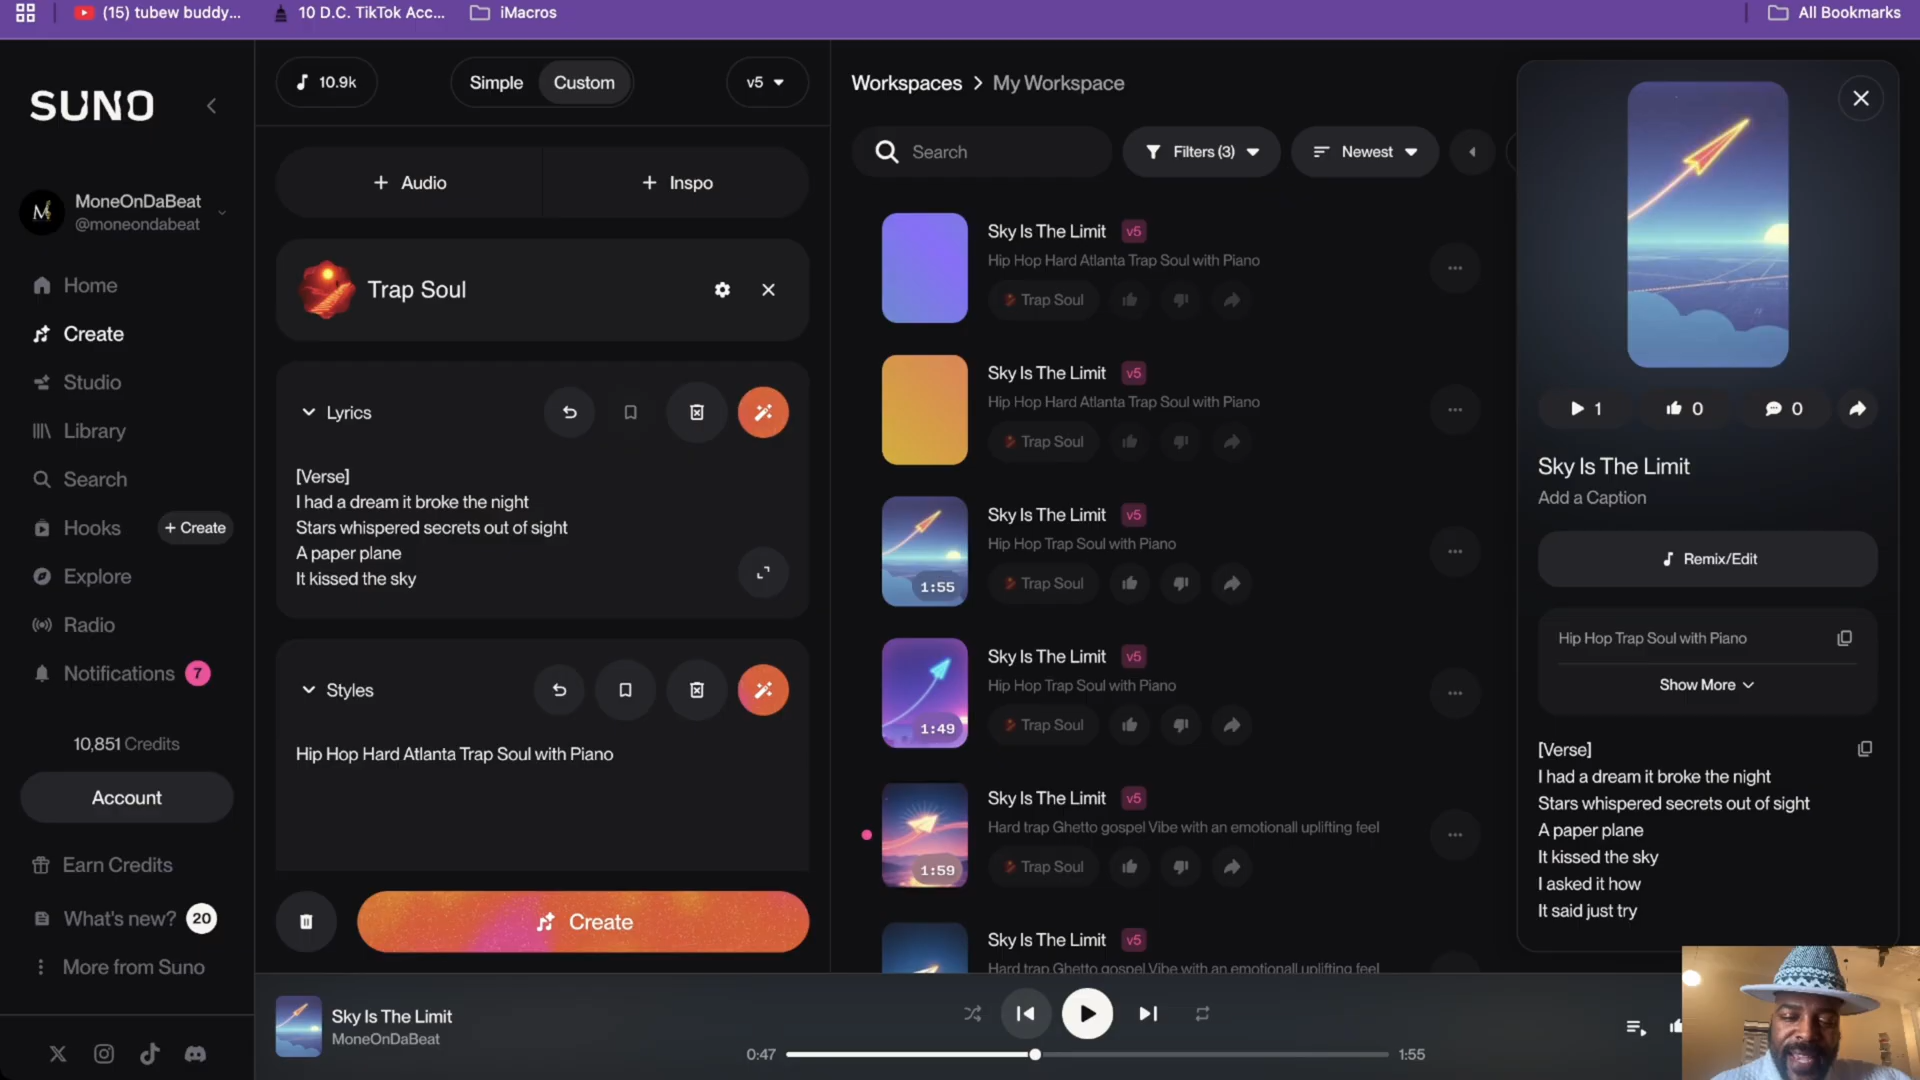 (15) tubew buddy...
10 D.C. TikTok Acc...
iMacros
All Bookmarks
SUNO
MoneOnDaBeat
@moneondabeat
Home
Create
Studio
Library
Search
Hooks
+ Create
Explore
Radio
Notifications 7
10,851 Credits
Account
Earn Credits
What's new? 20
More from Suno
10.9k
Simple
Custom
v5
+ Audio
+ Inspo
Trap Soul
Lyrics
[Verse]
I had a dream it broke the night
Stars whispered secrets out of sight
A paper plane
It kissed the sky
Styles
Hip Hop Hard Atlanta Trap Soul with Piano
Create
Workspaces > My Workspace
Search
Filters (3)
Newest
Sky Is The Limit v5
Hip Hop Hard Atlanta Trap Soul with Piano
Trap Soul
Sky Is The Limit v5
Hip Hop Hard Atlanta Trap Soul with Piano
Trap Soul
Sky Is The Limit v5
Hip Hop Trap Soul with Piano
1:55
Trap Soul
Sky Is The Limit v5
Hip Hop Trap Soul with Piano
1:49
Trap Soul
Sky Is The Limit v5
Hard trap Ghetto gospel Vibe with an emotionall uplifting feel
1:59
Trap Soul
Sky Is The Limit v5
Hard trap Ghetto gospel Vibe with an emotionall uplifting feel
1
0
0
Sky Is The Limit
Add a Caption
Remix/Edit
Hip Hop Trap Soul with Piano
Show More
[Verse]
I had a dream it broke the night
Stars whispered secrets out of sight
A paper plane
It kissed the sky
I asked it how
It said just try
Sky Is The Limit
MoneOnDaBeat
0:47
1:55